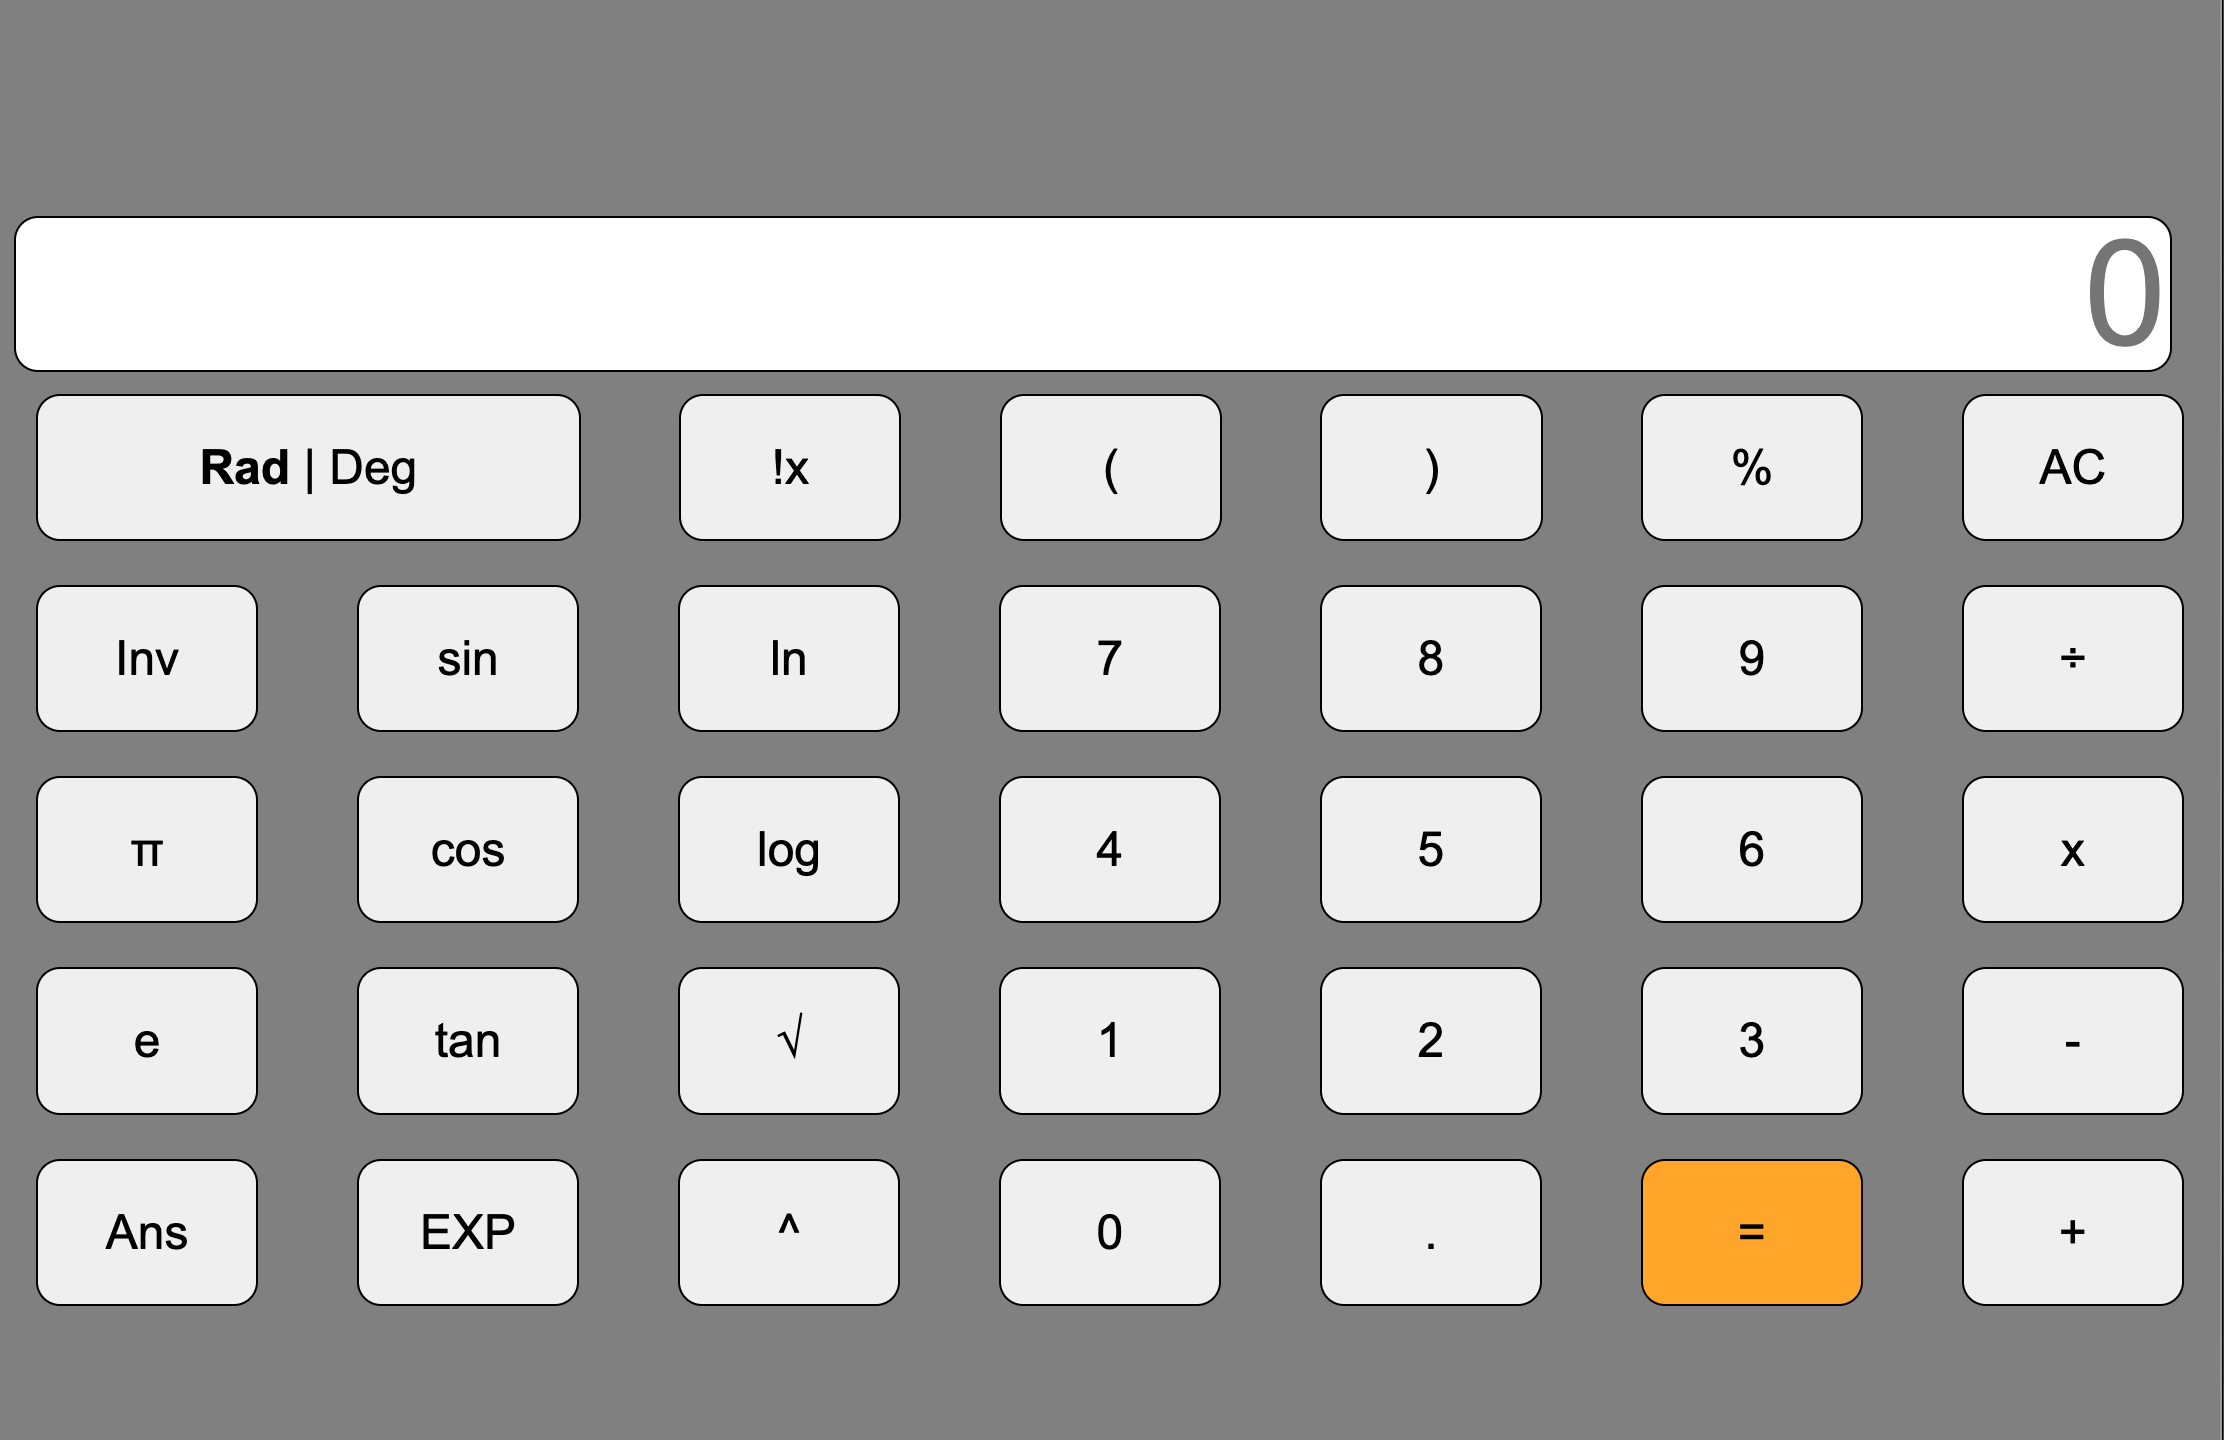 0
Rad | Deg !x ( ) % AC
Inv sin ln 7 8 9 ÷
π cos log 4 5 6 x
e tan √ 1 2 3 -
Ans EXP ^ 0 . = +